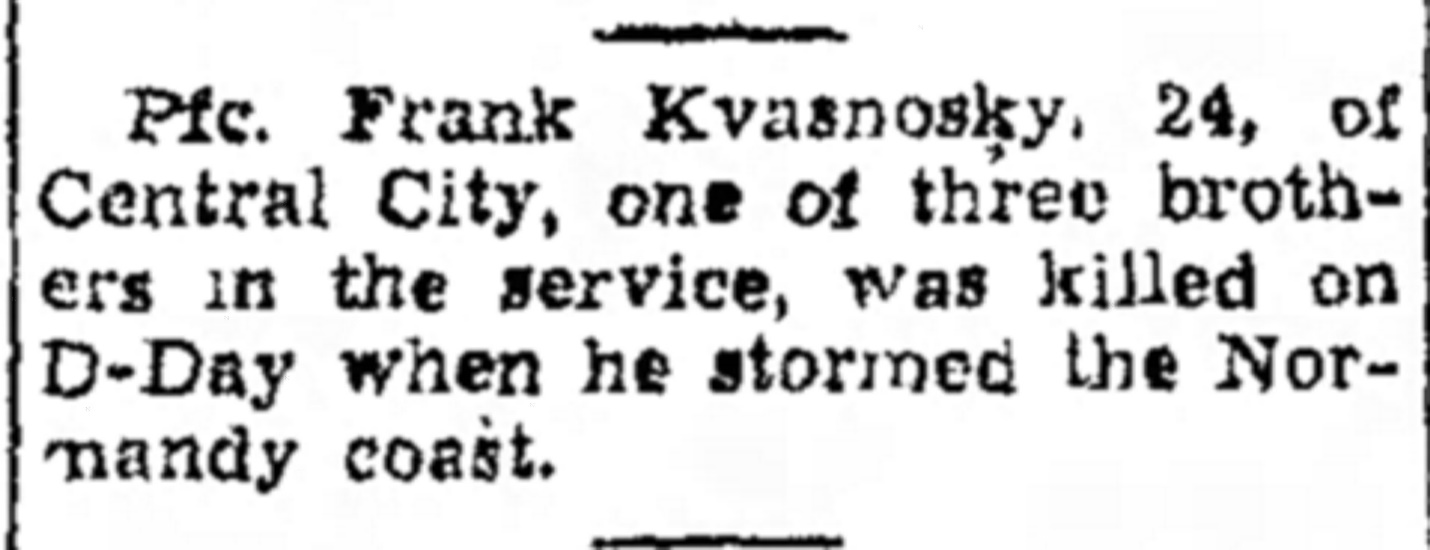 Pfc. Frank Kvasnosky, 24, of
Central City, one of three broth-
ers in the service, was killed on
D-Day when he stormed the Nor-
mandy coast.